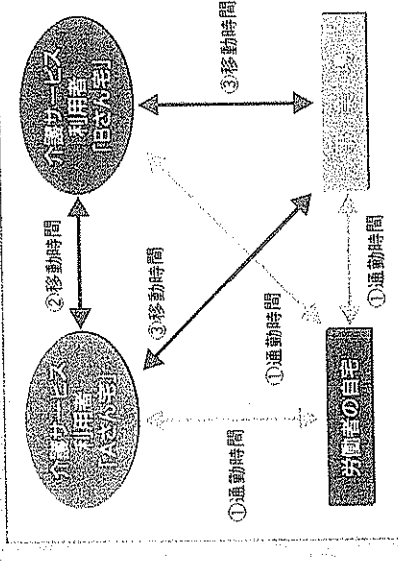 介護サービス
利用者
「Aさん宅」
②移動時間
介護サービス
利用者
「Bさん宅」
③移動時間
③移動時間
①通勤時間
①通勤時間
労働者の自宅
①通勤時間